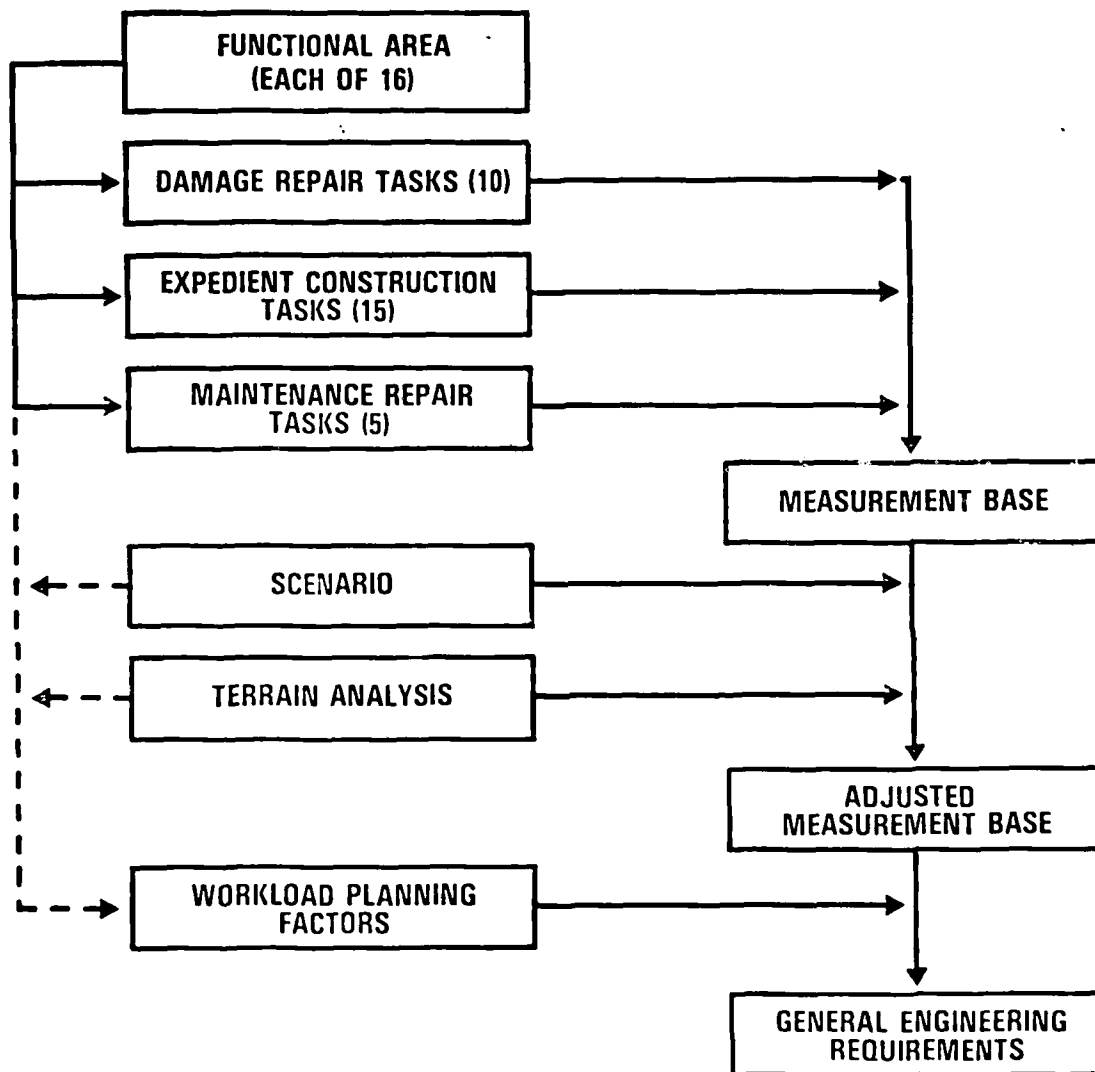 FUNCTIONAL AREA
(EACH OF 16)
DAMAGE REPAIR TASKS (10)
EXPEDIENT CONSTRUCTION
TASKS (15)
MAINTENANCE REPAIR
TASKS (5)
MEASUREMENT BASE
SCENARIO
TERRAIN ANALYSIS
ADJUSTED
MEASUREMENT BASE
WORKLOAD PLANNING
FACTORS
GENERAL ENGINEERING
REQUIREMENTS